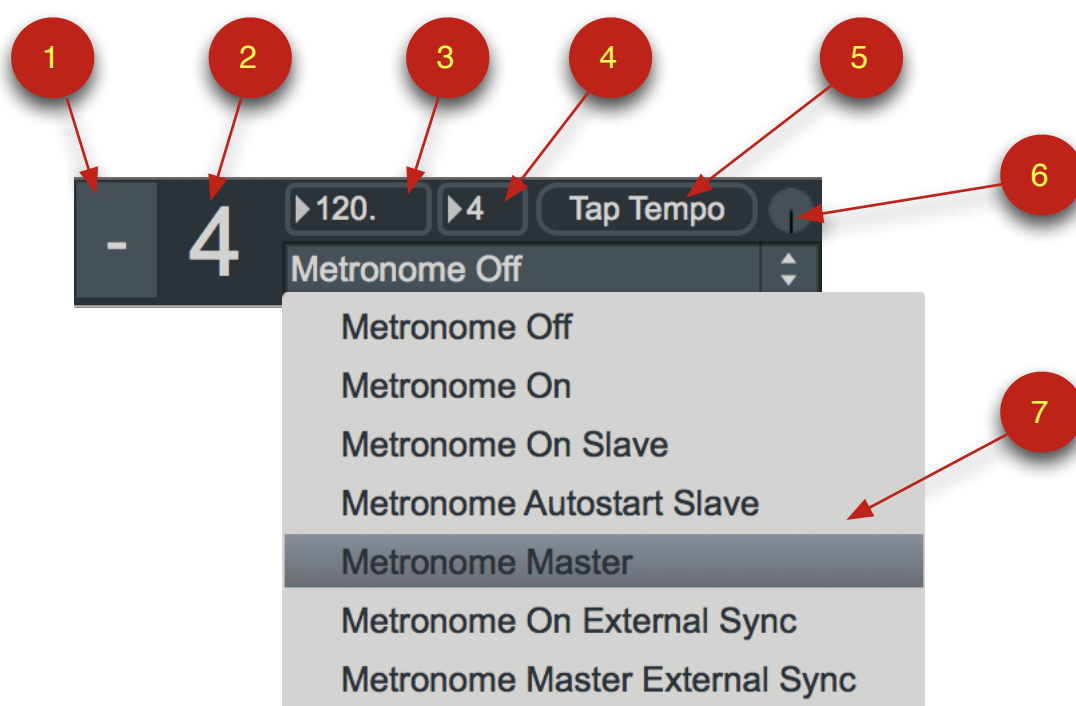 1 2 3 4 5
6
- 4 120. 4 Tap Tempo
Metronome Off
Metronome Off
Metronome On
Metronome On Slave
Metronome Autostart Slave
7
Metronome Master
Metronome On External Sync
Metronome Master External Sync